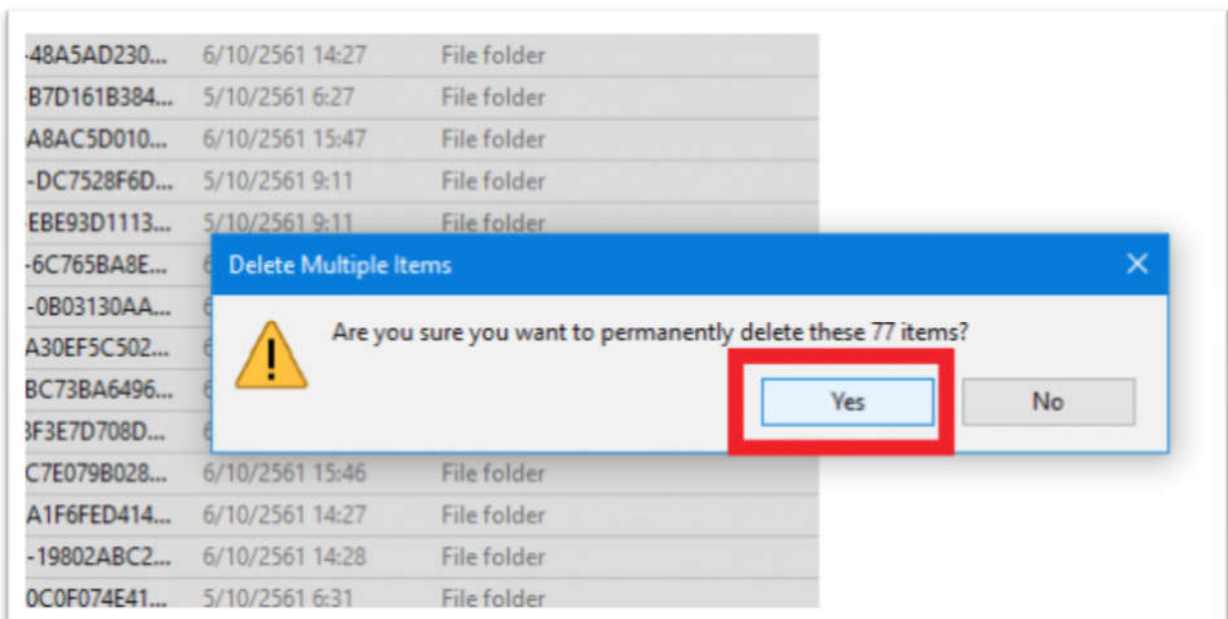 -48A5AD230... 6/10/2561 14:27 File folder
B7D161B384... 5/10/2561 6:27 File folder
A8AC5D010... 6/10/2561 15:47 File folder
-DC7528F6D... 5/10/2561 9:11 File folder
EBE93D1113... 5/10/2561 9:11 File folder
-6C765BA8E...
Delete Multiple Items
-0B03130AA...
Are you sure you want to permanently delete these 77 items?
A30EF5C502...
BC73BA6496...
Yes No
3F3E7D708D...
C7E079B028... 6/10/2561 15:46 File folder
A1F6FED414... 6/10/2561 14:27 File folder
-19802ABC2... 6/10/2561 14:28 File folder
0C0F074E41... 5/10/2561 6:31 File folder